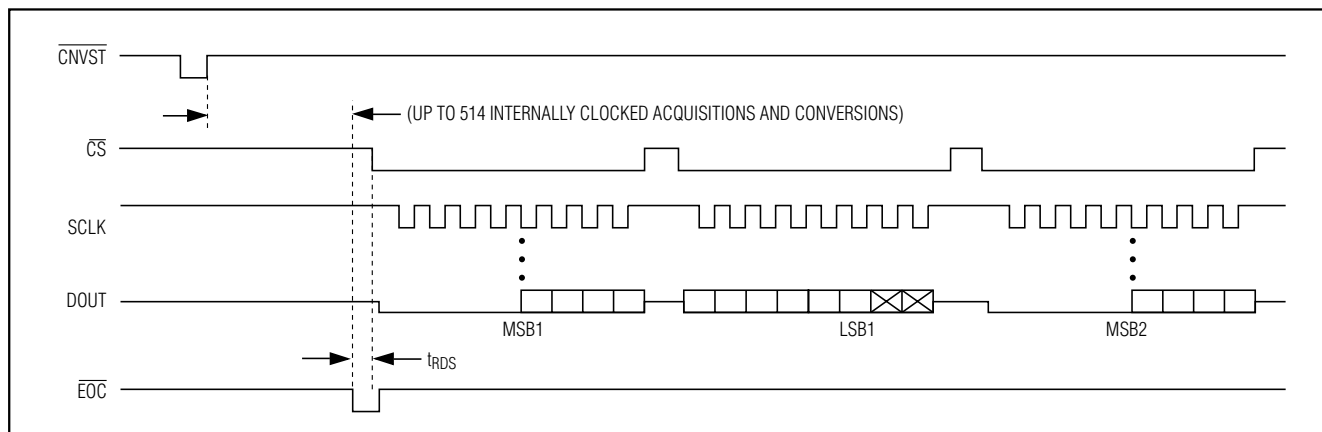 CNVST
(UP TO 514 INTERNALLY CLOCKED ACQUISITIONS AND CONVERSIONS)
CS
SCLK
DOUT
MSB1
LSB1
MSB2
tRDS
EOC